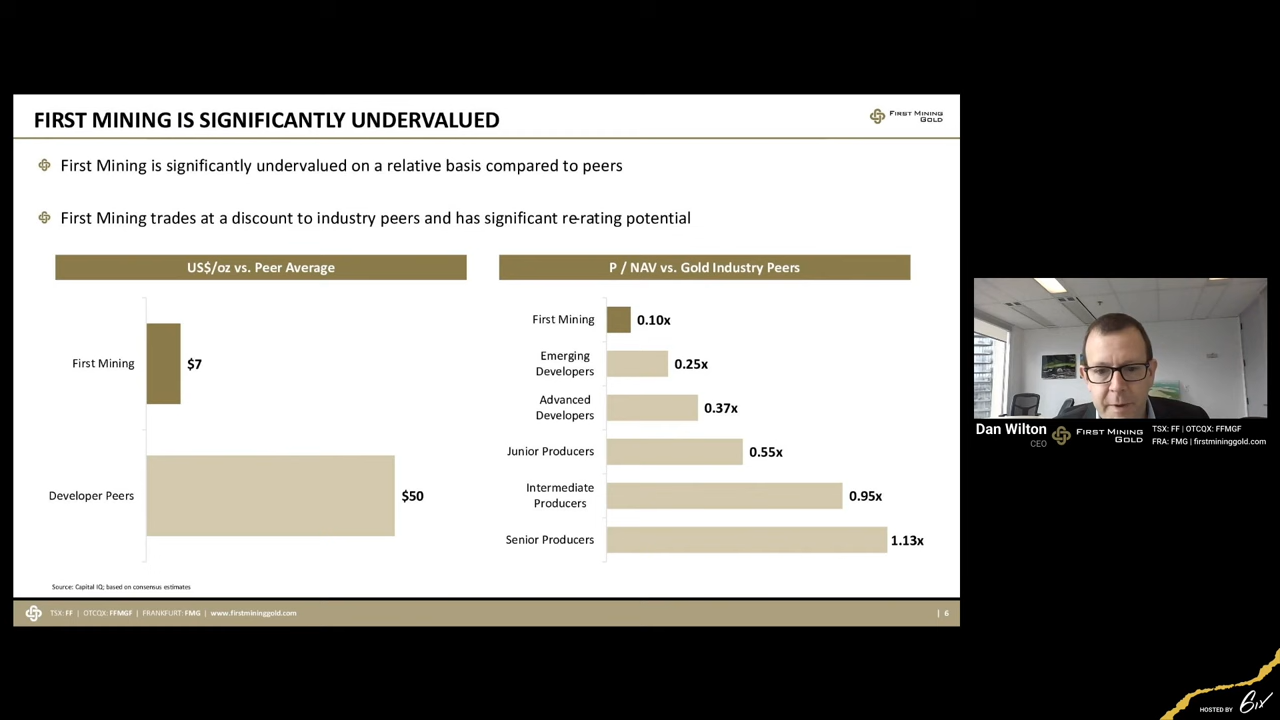 FIRST MINING IS SIGNIFICANTLY UNDERVALUED
FIRST MINING
GOLD
First Mining is significantly undervalued on a relative basis compared to peers
First Mining trades at a discount to industry peers and has significant re-rating potential
US$/oz vs. Peer Average
First Mining
$7
Developer Peers
$50
P / NAV vs. Gold Industry Peers
First Mining
0.10x
Emerging
Developers
0.25x
Advanced
Developers
0.37x
Junior Producers
0.55x
Intermediate
Producers
0.95x
Senior Producers
1.13x
Source: Capital IQ; based on consensus estimates
TSX: FF | OTCQX: FFMGF | FRANKFURT: FMG | www.firstmininggold.com
| 6
Dan Wilton
CEO
FIRST MINING
GOLD
TSX: FF | OTCQX: FFMGF
FRA: FMG | firstmininggold.com
HOSTED BY 6ix